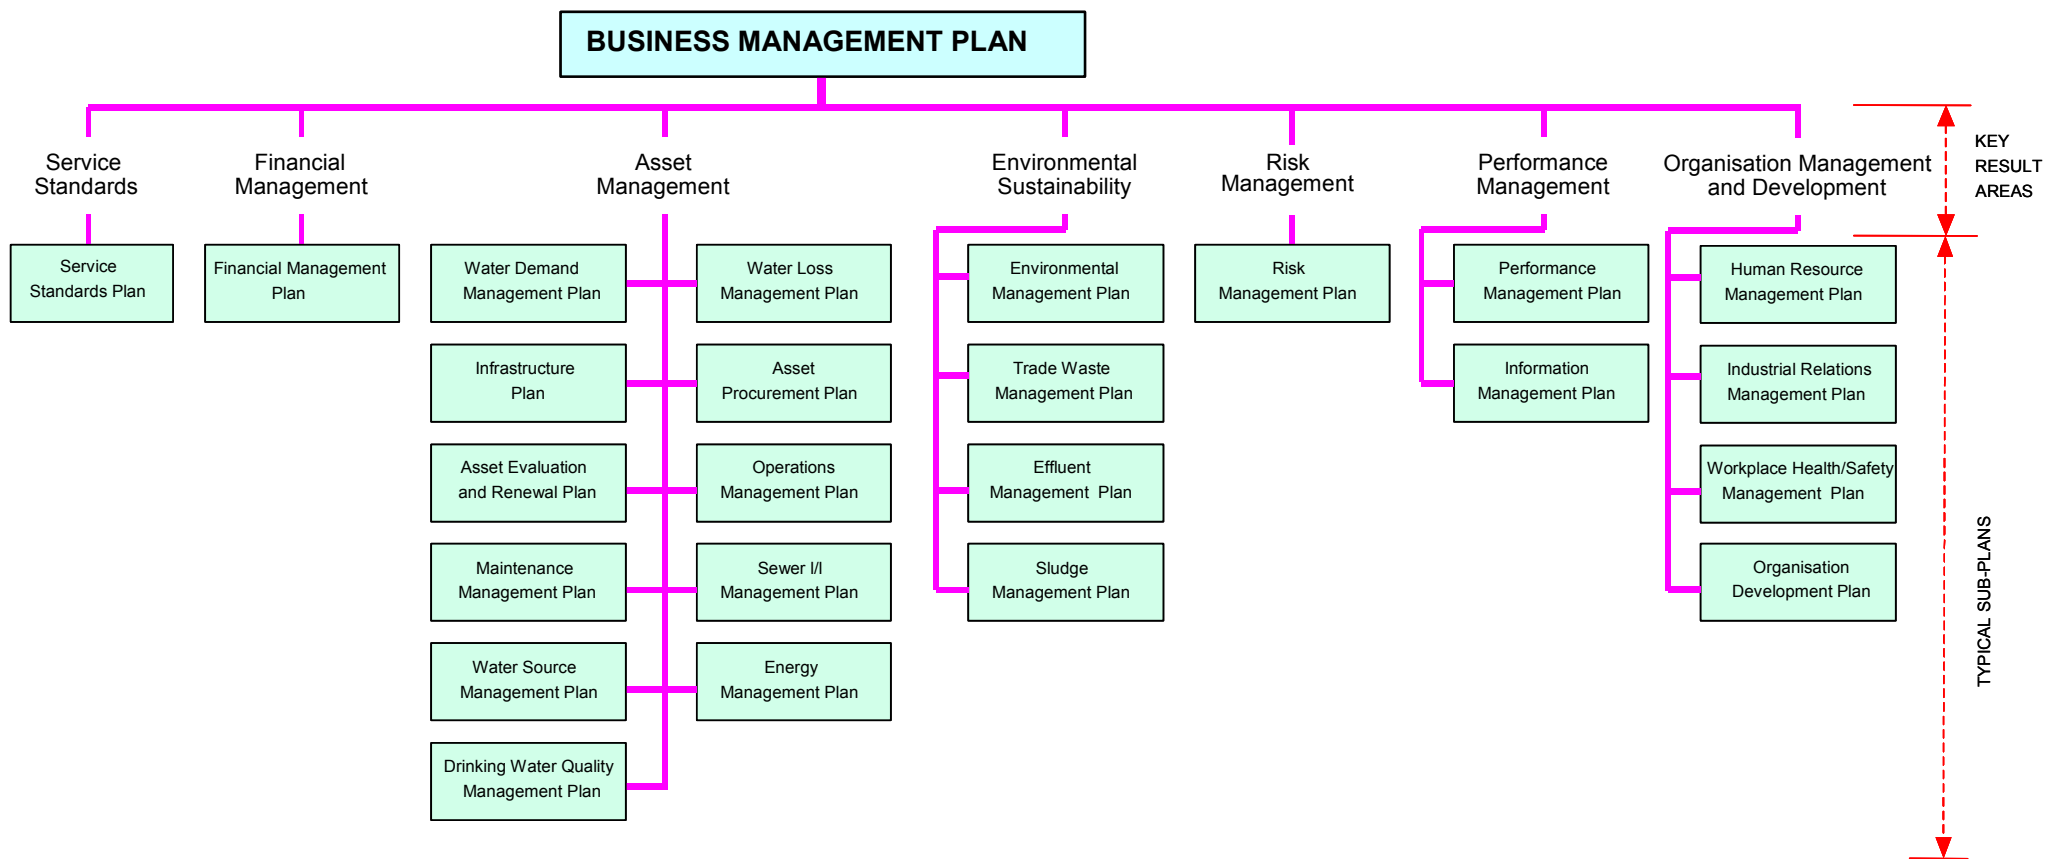 BUSINESS MANAGEMENT PLAN
Service
Standards
Financial
Management
Asset
Management
Environmental
Sustainability
Risk
Management
Performance
Management
Organisation Management
and Development
KEY
RESULT
AREAS
Service
Standards Plan
Financial Management
Plan
Water Demand
Management Plan
Water Loss
Management Plan
Environmental
Management Plan
Risk
Management Plan
Performance
Management Plan
Human Resource
Management Plan
Infrastructure
Plan
Asset
Procurement Plan
Trade Waste
Management Plan
Information
Management Plan
Industrial Relations
Management Plan
Asset Evaluation
and Renewal Plan
Operations
Management Plan
Effluent
Management Plan
Workplace Health/Safety
Management Plan
Maintenance
Management Plan
Sewer I/I
Management Plan
Sludge
Management Plan
Organisation
Development Plan
Water Source
Management Plan
Energy
Management Plan
Drinking Water Quality
Management Plan
TYPICAL SUB-PLANS